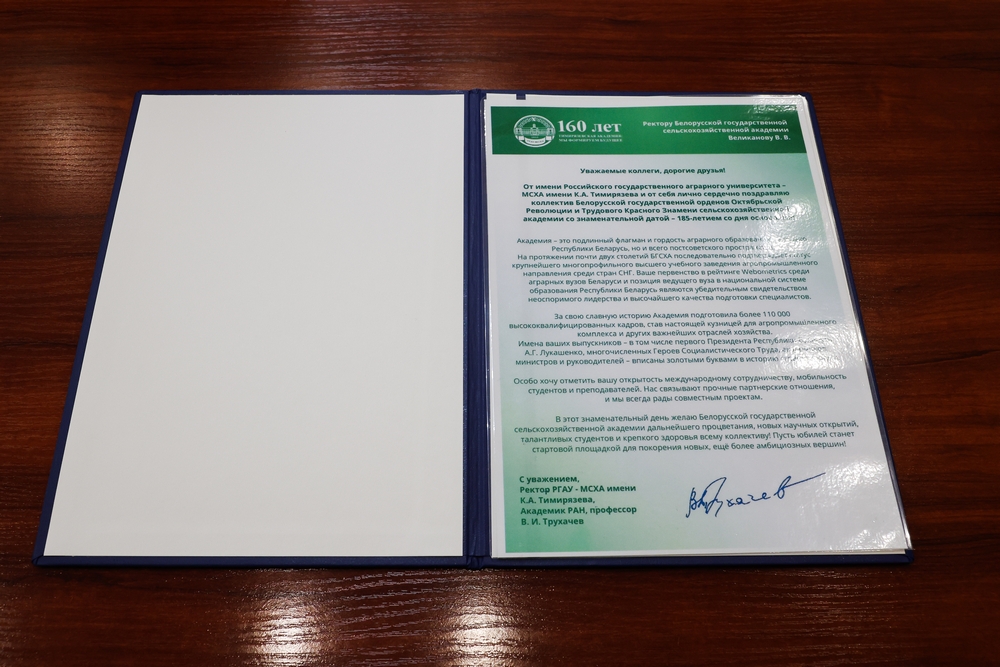 160 лет
ТИМИРЯЗЕВСКАЯ АКАДЕМИЯ
МЫ ФОРМИРУЕМ БУДУЩЕЕ
Ректору Белорусской государственной
сельскохозяйственной академии
Великанову В. В.
Уважаемые коллеги, дорогие друзья!
От имени Российского государственного аграрного университета –
МСХА имени К.А. Тимирязева и от себя лично сердечно поздравляю
коллектив Белорусской государственной орденов Октябрьской
Революции и Трудового Красного Знамени сельскохозяйственной
академии со знаменательной датой – 185-летием со дня
Академия – это подлинный флагман и гордость аграрного
Республики Беларусь, но и всего постсоветского
На протяжении почти двух столетий БГСХА последовательно
крупнейшего многопрофильного высшего учебного заведения агропромышленного
направления среди стран СНГ. Ваше первенство в рейтинге Webometrics среди
аграрных вузов Беларуси и позиция ведущего вуза в национальной системе
образования Республики Беларусь являются убедительным свидетельством
неоспоримого лидерства и высочайшего качества подготовки специалистов.
За свою славную историю Академия подготовила более 110 000
высококвалифицированных кадров, став настоящей кузницей для агропромышленного
комплекса и других важнейших отраслей хозяйства.
Имена ваших выпускников – в том числе первого Президента
А.Г. Лукашенко, многочисленных Героев Социалистического Труда,
министров и руководителей – вписаны золотыми буквами в
Особо хочу отметить вашу открытость международному сотрудничеству, мобильность
студентов и преподавателей. Нас связывают прочные партнерские отношения,
и мы всегда рады совместным проектам.
В этот знаменательный день желаю Белорусской государственной
сельскохозяйственной академии дальнейшего процветания, новых научных открытий,
талантливых студентов и крепкого здоровья всему коллективу! Пусть юбилей станет
стартовой площадкой для покорения новых, ещё более амбициозных вершин!
С уважением,
Ректор РГАУ - МСХА имени
К.А. Тимирязева,
Академик РАН, профессор
В. И. Трухачев